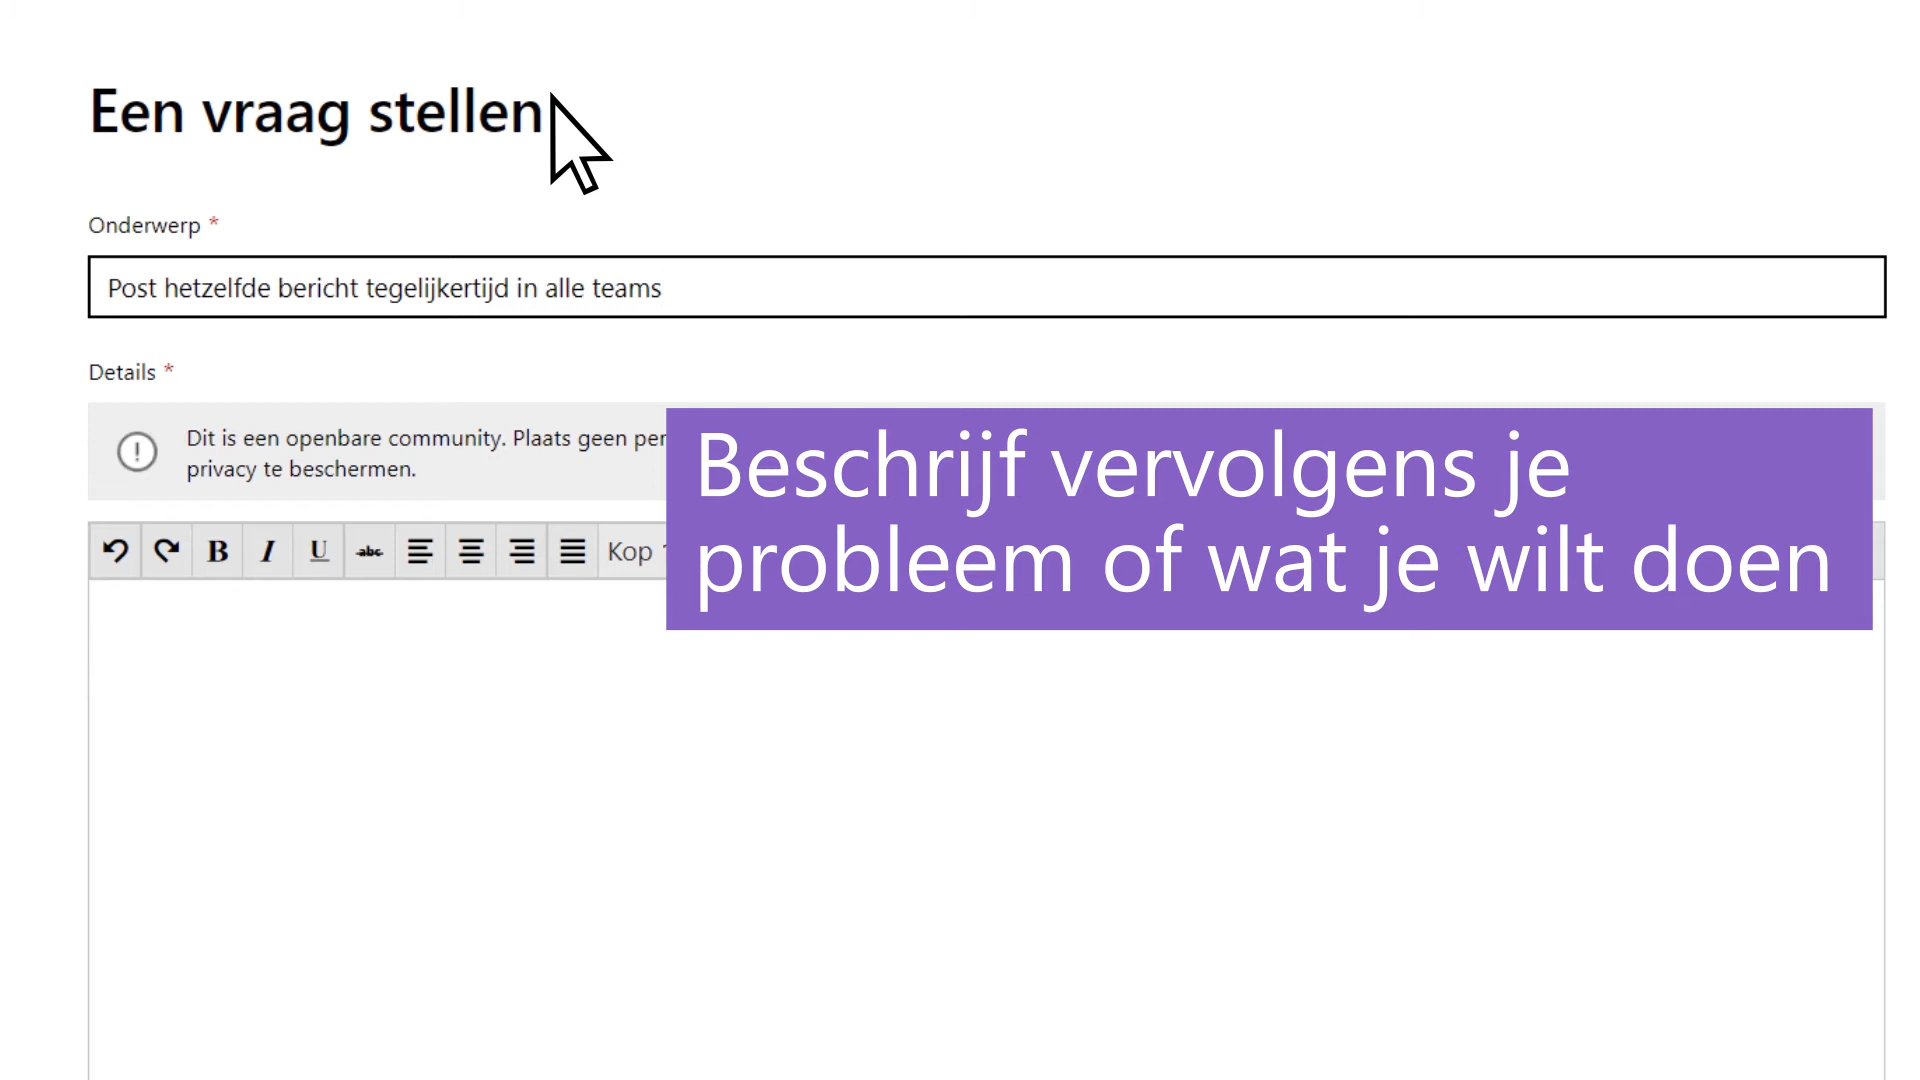 Een vraag stellen
Onderwerp *
Post hetzelfde bericht tegelijkertijd in alle teams
Details *
Dit is een openbare community. Plaats geen
privacy te beschermen.
B I U abc Kop
Beschrijf vervolgens je
probleem of wat je wilt doen